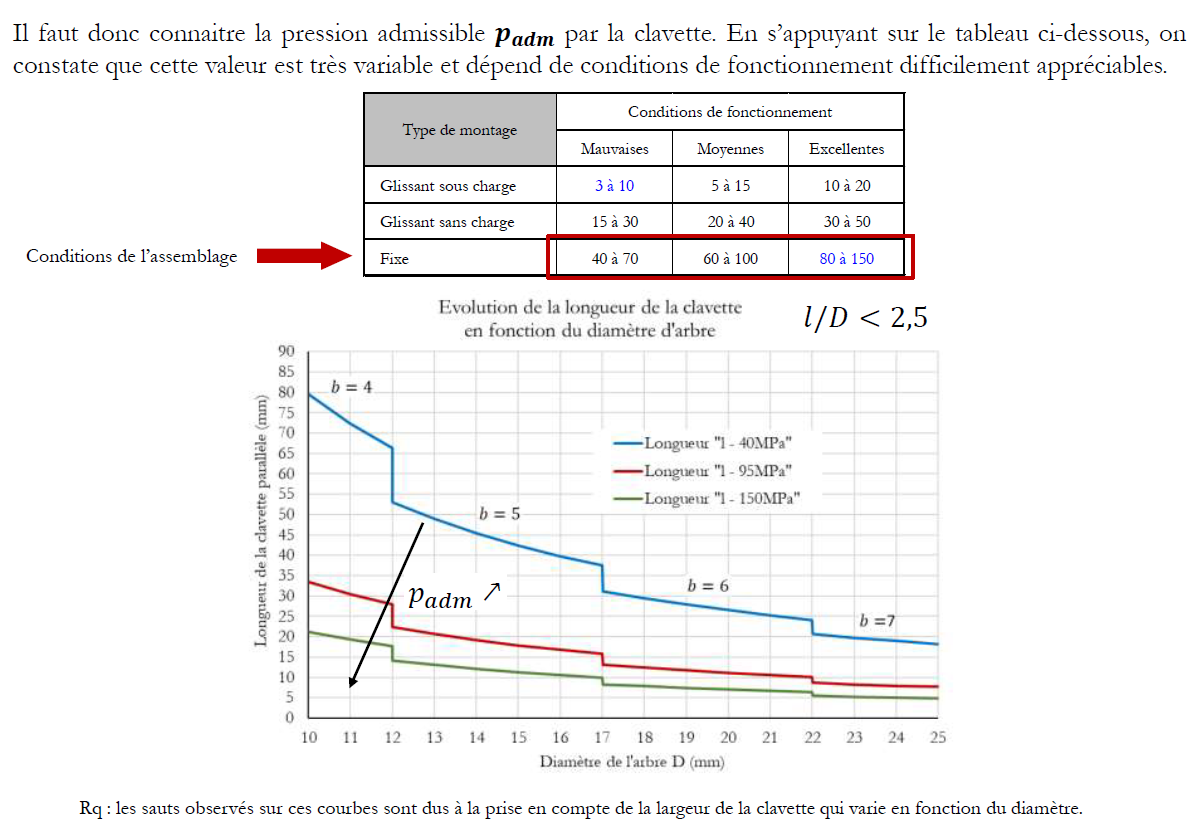 Il faut donc connaitre la pression admissible p_adm par la clavette. En s’appuyant sur le tableau ci-dessous, on
constate que cette valeur est très variable et dépend de conditions de fonctionnement difficilement appréciables.
Type de montage
Conditions de fonctionnement
Mauvaises Moyennes Excellentes
Glissant sous charge 3 à 10 5 à 15 10 à 20
Glissant sans charge 15 à 30 20 à 40 30 à 50
Conditions de l’assemblage
Fixe 40 à 70 60 à 100 80 à 150
Evolution de la longueur de la clavette
en fonction du diamètre d'arbre
l/D < 2,5
Longueur de la clavette parallèle (mm)
90
85
80
75
70
65
60
55
50
45
40
35
30
25
20
15
10
5
0
b = 4
b = 5
b = 6
b =7
Longueur "l - 40MPa"
Longueur "l - 95MPa"
Longueur "l - 150MPa"
p_adm ↗
10 11 12 13 14 15 16 17 18 19 20 21 22 23 24 25
Diamètre de l'arbre D (mm)
Rq : les sauts observés sur ces courbes sont dus à la prise en compte de la largeur de la clavette qui varie en fonction du diamètre.